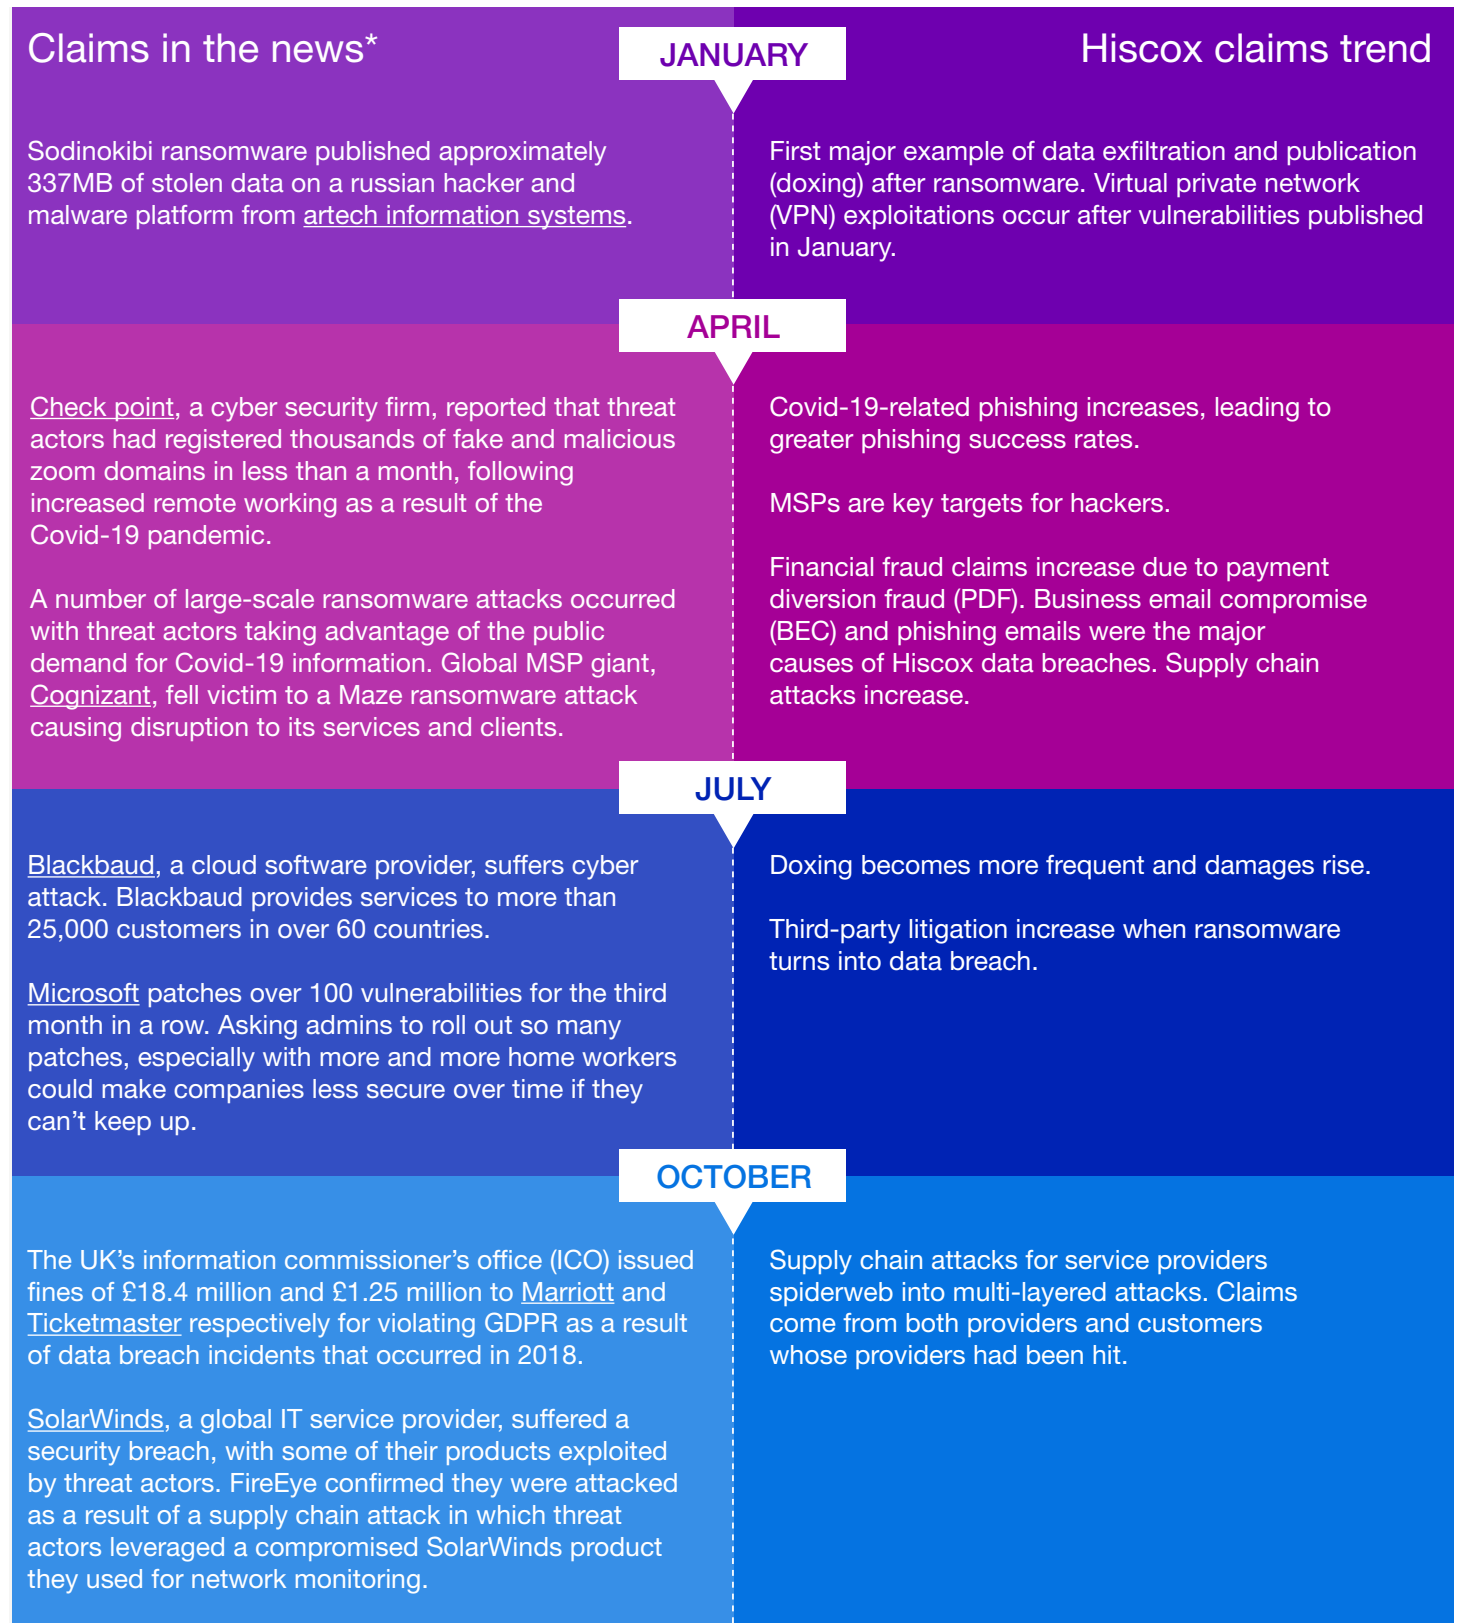 Claims in the news*
JANUARY
Hiscox claims trend
Sodinokibi ransomware published approximately
337MB of stolen data on a russian hacker and
malware platform from artech information systems.
First major example of data exfiltration and publication
(doxing) after ransomware. Virtual private network
(VPN) exploitations occur after vulnerabilities published
in January.
APRIL
Check point, a cyber security firm, reported that threat
actors had registered thousands of fake and malicious
zoom domains in less than a month, following
increased remote working as a result of the
Covid-19 pandemic.
A number of large-scale ransomware attacks occurred
with threat actors taking advantage of the public
demand for Covid-19 information. Global MSP giant,
Cognizant, fell victim to a Maze ransomware attack
causing disruption to its services and clients.
Covid-19-related phishing increases, leading to
greater phishing success rates.
MSPs are key targets for hackers.
Financial fraud claims increase due to payment
diversion fraud (PDF). Business email compromise
(BEC) and phishing emails were the major
causes of Hiscox data breaches. Supply chain
attacks increase.
JULY
Blackbaud, a cloud software provider, suffers cyber
attack. Blackbaud provides services to more than
25,000 customers in over 60 countries.
Microsoft patches over 100 vulnerabilities for the third
month in a row. Asking admins to roll out so many
patches, especially with more and more home workers
could make companies less secure over time if they
can’t keep up.
Doxing becomes more frequent and damages rise.
Third-party litigation increase when ransomware
turns into data breach.
OCTOBER
The UK’s information commissioner’s office (ICO) issued
fines of £18.4 million and £1.25 million to Marriott and
Ticketmaster respectively for violating GDPR as a result
of data breach incidents that occurred in 2018.
SolarWinds, a global IT service provider, suffered a
security breach, with some of their products exploited
by threat actors. FireEye confirmed they were attacked
as a result of a supply chain attack in which threat
actors leveraged a compromised SolarWinds product
they used for network monitoring.
Supply chain attacks for service providers
spiderweb into multi-layered attacks. Claims
come from both providers and customers
whose providers had been hit.